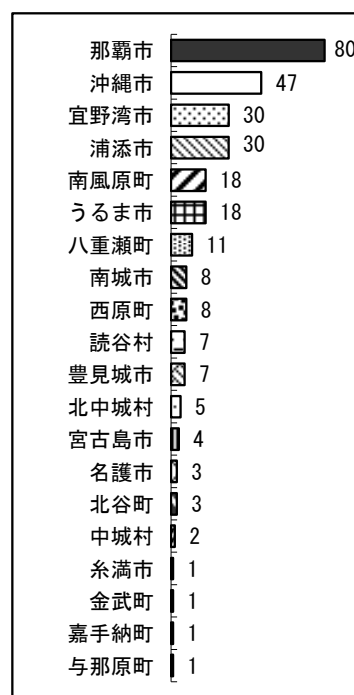 那覇市 80
沖縄市 47
宜野湾市 30
浦添市 30
南風原町 18
うるま市 18
八重瀬町 11
南城市 8
西原町 8
読谷村 7
豊見城市 7
北中城村 5
宮古島市 4
名護市 3
北谷町 3
中城村 2
糸満市 1
金武町 1
嘉手納町 1
与那原町 1